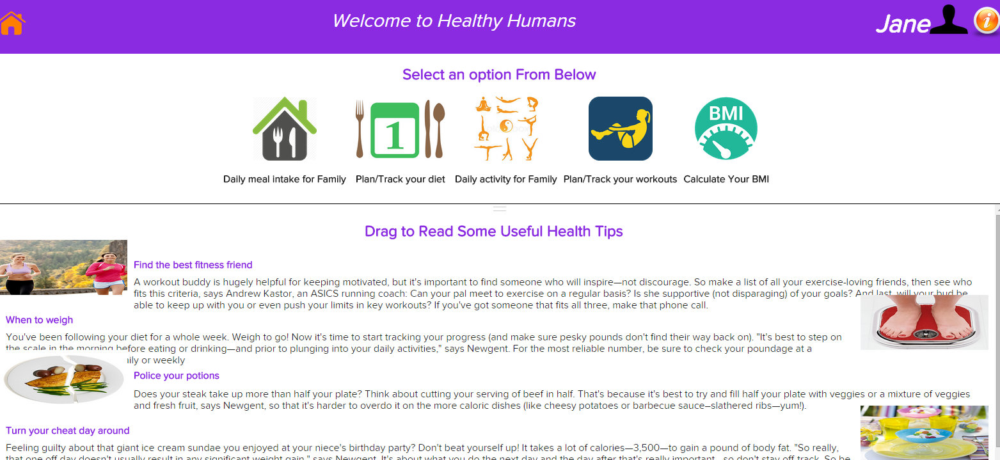 Welcome to Healthy Humans
Jane
i
Select an option From Below
1
BMI
Daily meal intake for Family
Plan/Track your diet
Daily activity for Family
Plan/Track your workouts
Calculate Your BMI
Drag to Read Some Useful Health Tips
Find the best fitness friend
A workout buddy is hugely helpful for keeping motivated, but it's important to find someone who will inspire—not discourage. So make a list of all your exercise-loving friends, then see who
fits this criteria, says Andrew Kastor, an ASICS running coach: Can your pal meet to exercise on a regular basis? Is she supportive (not disparaging) of your goals? And last, will your bud be
able to keep up with you or even push your limits in key workouts? If you've got someone that fits all three, make that phone call.
When to weigh
You've been following your diet for a whole week. Weigh to go! Now it's time to start tracking your progress (and make sure pesky pounds don't find their way back on). "It's best to step on
the scale in the morning before eating or drinking—and prior to plunging into your daily activities," says Newgent. For the most reliable number, be sure to check your poundage at a
ily or weekly
Police your potions
Does your steak take up more than half your plate? Think about cutting your serving of beef in half. That's because it's best to try and fill half your plate with veggies or a mixture of veggies
and fresh fruit, says Newgent, so that it's harder to overdo it on the more caloric dishes (like cheesy potatoes or barbecue sauce–slathered ribs—yum!).
Turn your cheat day around
Feeling guilty about that giant ice cream sundae you enjoyed at your niece's birthday party? Don't beat yourself up! It takes a lot of calories—3,500—to gain a pound of body fat. "So really,
that one off day doesn't usually result in any significant weight gain," says Newgent. It's about what you do the next day and the day after that's really important—so don't stay off track. So be